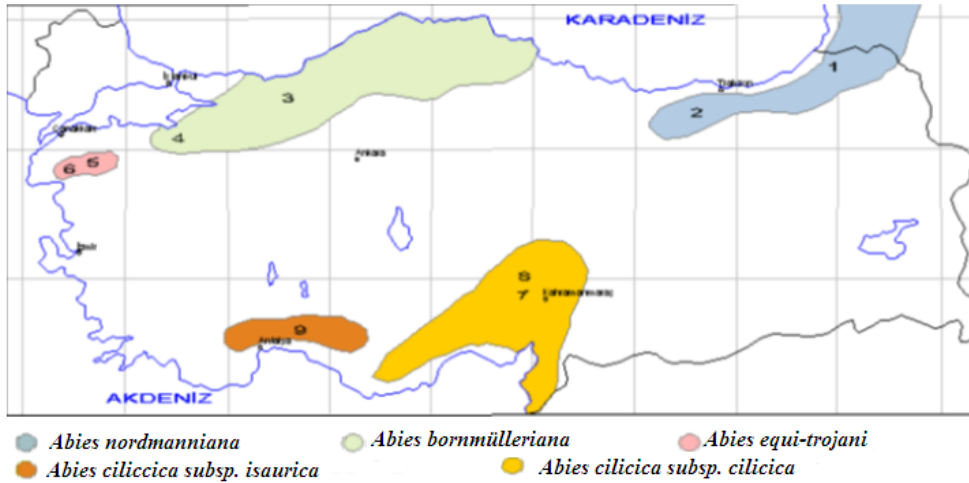 KARADENİZ
1
2
3
4
Ankara
6 5
8
7
9
Antalya
AKDENİZ
Abies nordmanniana Abies bornmülleriana Abies equi-trojani
Abies ciliccica subsp. isaurica Abies cilicica subsp. cilicica